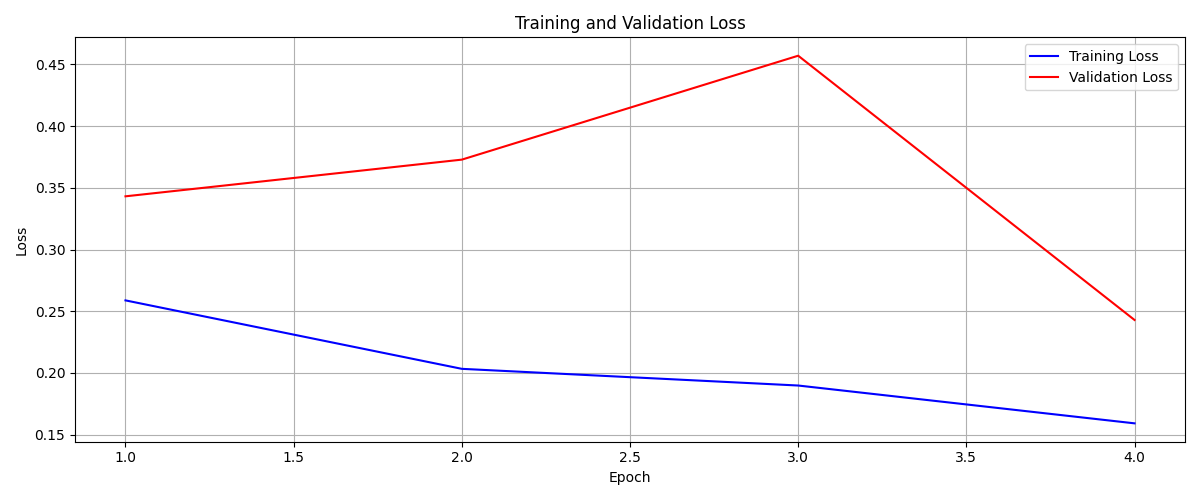 Training and Validation Loss
Training Loss
Validation Loss
0.45
0.40
0.35
0.30
0.25
0.20
0.15
Loss
1.0 1.5 2.0 2.5 3.0 3.5 4.0
Epoch